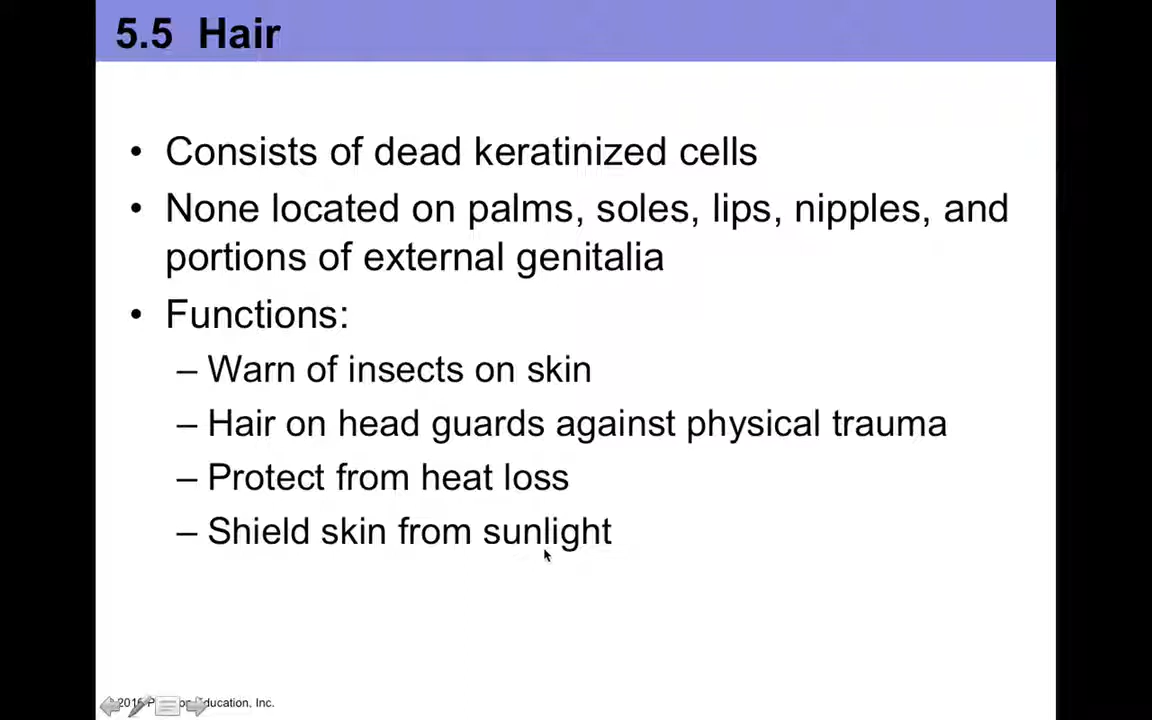 5.5 Hair
• Consists of dead keratinized cells
• None located on palms, soles, lips, nipples, and
portions of external genitalia
• Functions:
– Warn of insects on skin
– Hair on head guards against physical trauma
– Protect from heat loss
– Shield skin from sunlight
Education, Inc.